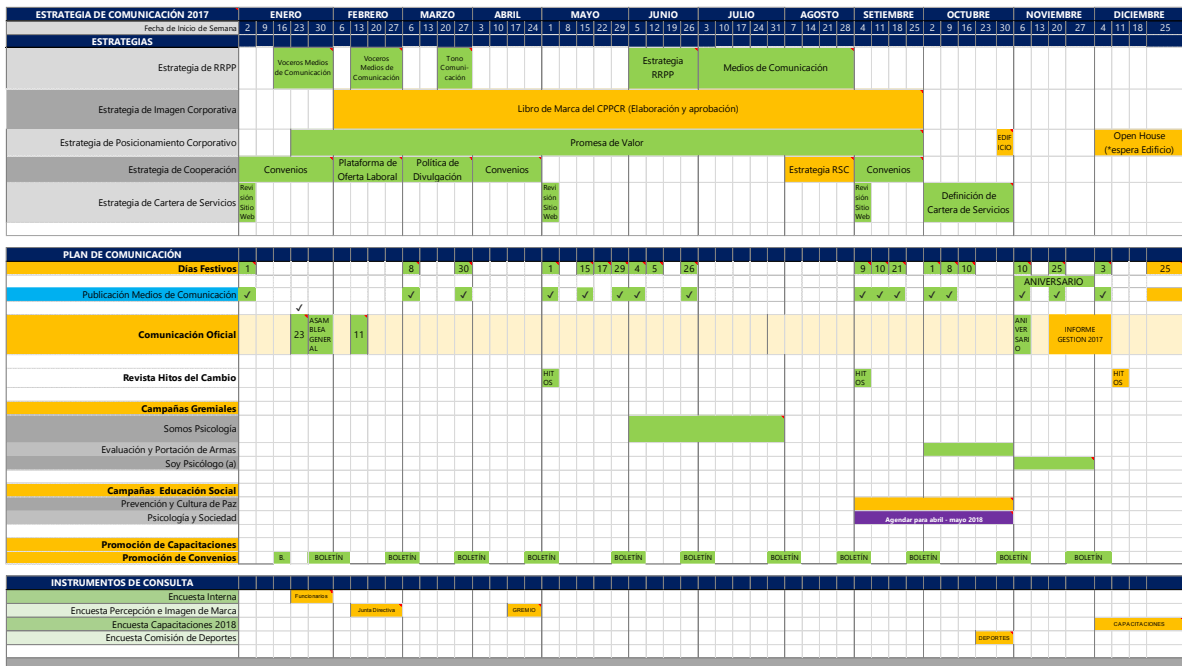 ESTRATEGIA DE COMUNICACIÓN 2017 ENERO FEBRERO MARZO ABRIL MAYO JUNIO JULIO AGOSTO SETIEMBRE OCTUBRE NOVIEMBRE DICIEMBRE
Fecha de Inicio de Semana 2 9 16 23 30 6 13 20 27 6 13 20 27 3 10 17 24 1 8 15 22 29 5 12 19 26 3 10 17 24 31 7 14 21 28 4 11 18 25 2 9 16 23 30 6 13 20 27 4 11 18 25
ESTRATEGIAS
Estrategia de RRPP
Voceros Medios
de Comunicación
Voceros
Medios de
Comunicación
Tono
Comuni-
cación
Estrategia
RRPP
Medios de Comunicación
Estrategia de Imagen Corporativa Libro de Marca del CPPCR (Elaboración y aprobación)
Estrategia de Posicionamiento Corporativo Promesa de Valor
EDIF
ICIO
Open House
(*espera Edificio)
Estrategia de Cooperación Convenios
Plataforma de
Oferta Laboral
Política de
Divulgación
Convenios Estrategia RSC Convenios
Estrategia de Cartera de Servicios
Revi
sión
Sitio
Web
Revi
sión
Sitio
Web
Revi
sión
Sitio
Web
Definición de
Cartera de Servicios
PLAN DE COMUNICACIÓN
Días Festivos 1 8 30 1 15 17 29 4 5 26 9 10 21 1 8 10 10 25 3 25
ANIVERSARIO
Publicación Medios de Comunicación ✓ ✓ ✓ ✓ ✓ ✓ ✓ ✓ ✓ ✓ ✓ ✓ ✓ ✓ ✓ ✓
✓
Comunicación Oficial 23
ASAM
BLEA
GENER
AL
11
ANI
VER
SARI
O
INFORME
GESTION 2017
Revista Hitos del Cambio
HIT
OS
HIT
OS
HIT
OS
Campañas Gremiales
Somos Psicología
Evaluación y Portación de Armas
Soy Psicólogo (a)
Campañas Educación Social
Prevención y Cultura de Paz
Psicología y Sociedad Agendar para abril - mayo 2018
Promoción de Capacitaciones
Promoción de Convenios B. BOLETÍN BOLETÍN BOLETÍN BOLETÍN BOLETÍN BOLETÍN BOLETÍN BOLETÍN BOLETÍN BOLETÍN BOLETÍN
INSTRUMENTOS DE CONSULTA
Encuesta Interna Funcionarios
Encuesta Percepción e Imagen de Marca Junta Directiva GREMIO
Encuesta Capacitaciones 2018 CAPACITACIONES
Encuesta Comisión de Deportes DEPORTES